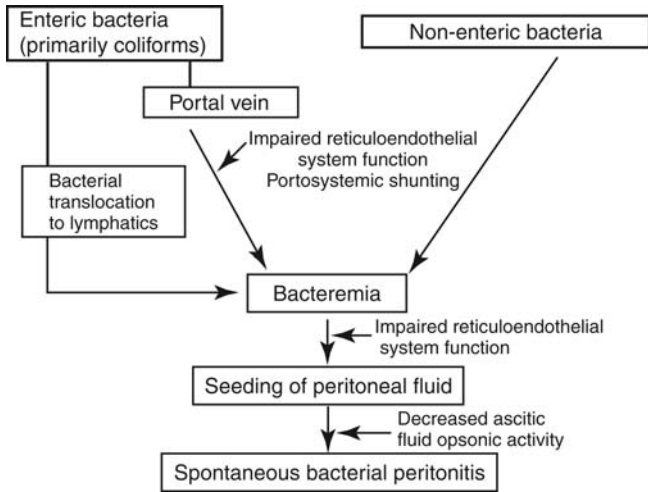 Enteric bacteria
(primarily coliforms)
Non-enteric bacteria
Portal vein
Impaired reticuloendothelial
system function
Portosystemic shunting
Bacterial
translocation
to lymphatics
Bacteremia
Impaired reticuloendothelial
system function
Seeding of peritoneal fluid
Decreased ascitic
fluid opsonic activity
Spontaneous bacterial peritonitis